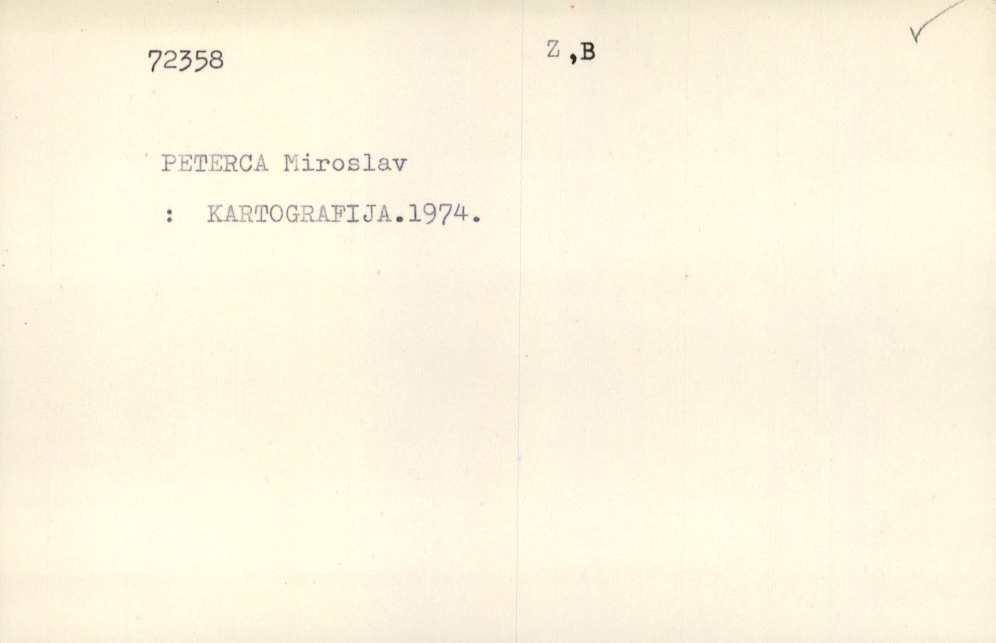 72358 Z ,B
PETERCA Miroslav
: KARTOGRAFIJA.1974.